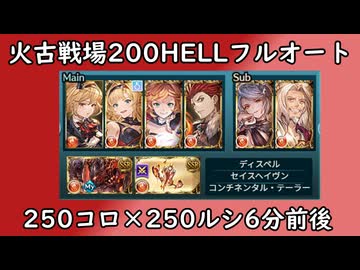 火古戦場200HELLフルオート
Main
Sub
ディスペル
セイスヘイヴン
コンチネンタル・テーラー
250コロ×250ルシ6分前後